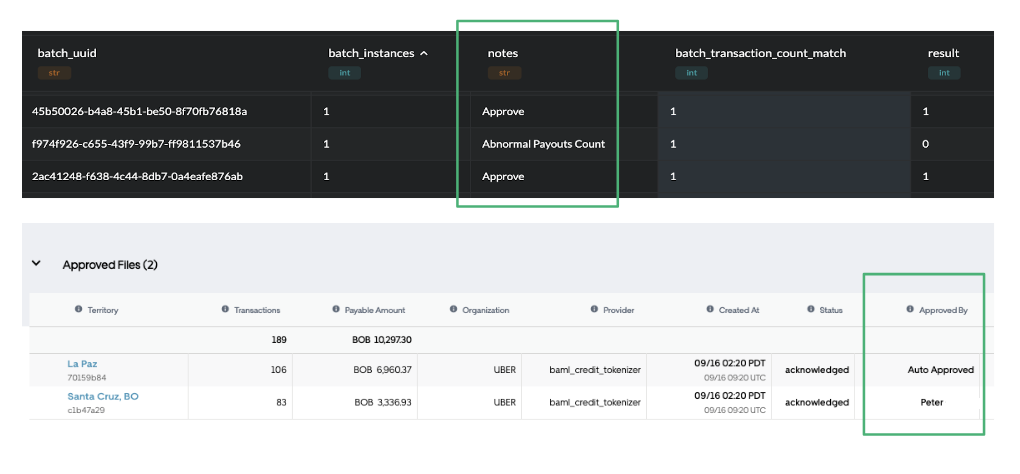 batch_uuid batch_instances notes batch_transaction_count_match result
str int str int int
45b50026-b4a8-45b1-be50-8f70fb76818a 1 Approve 1 1
f974f926-c655-43f9-99b7-ff9811537b46 1 Abnormal Payouts Count 1 0
2ac41248-f638-4c44-8db7-0a4eafe876ab 1 Approve 1 1
Approved Files (2)
Territory Transactions Payable Amount Organization Provider Created At Status Approved By
189 BOB 10,297.30
La Paz 106 BOB 6,960.37 UBER baml_credit_tokenizer 09/16 02:20 PDT acknowledged Auto Approved
70159b84 09/16 09:20 UTC
Santa Cruz, BO 83 BOB 3,336.93 UBER baml_credit_tokenizer 09/16 02:20 PDT acknowledged Peter
c1b47a29 09/16 09:20 UTC